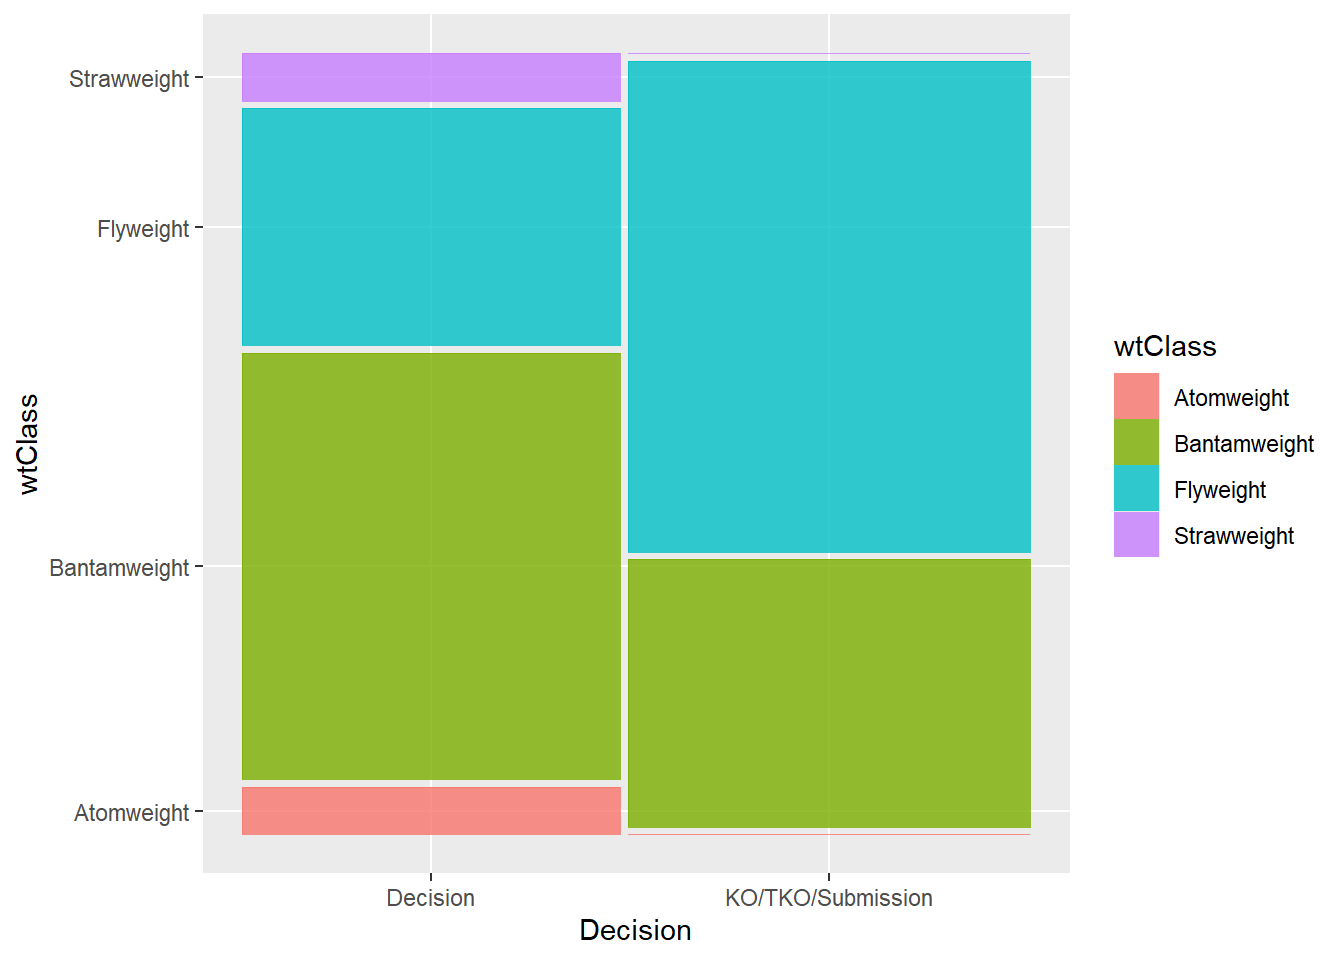 Strawweight
Flyweight
Bantamweight
Atomweight
wtClass
Decision
KO/TKO/Submission
Decision
wtClass
Atomweight
Bantamweight
Flyweight
Strawweight